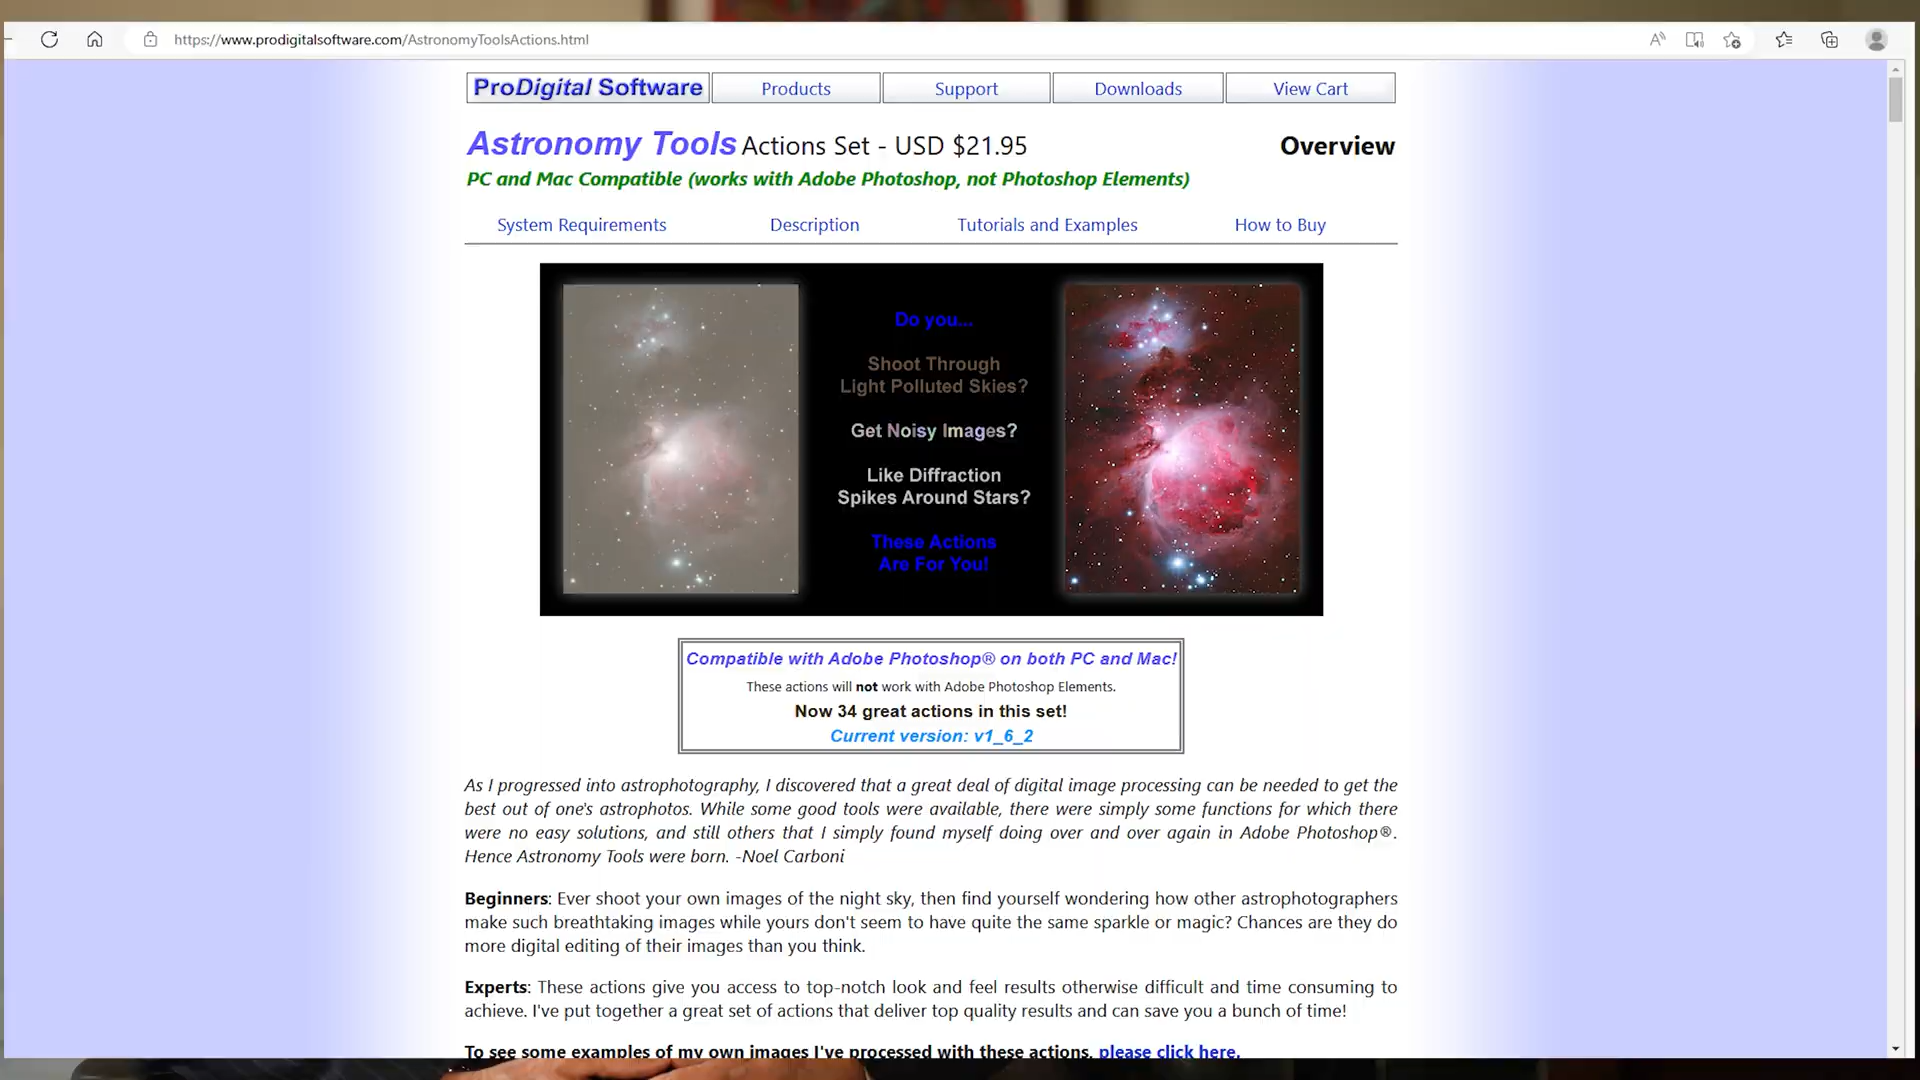 https://www.prodigitalsoftware.com/AstronomyToolsActions.html
ProDigital Software
Products
Support
Downloads
View Cart
Astronomy Tools Actions Set - USD $21.95
Overview
PC and Mac Compatible (works with Adobe Photoshop, not Photoshop Elements)
System Requirements
Description
Tutorials and Examples
How to Buy
Do you...
Shoot Through
Light Polluted Skies?
Get Noisy Images?
Like Diffraction
Spikes Around Stars?
These Actions
Are For You!
Compatible with Adobe Photoshop® on both PC and Mac!
These actions will not work with Adobe Photoshop Elements.
Now 34 great actions in this set!
Current version: v1_6_2
As I progressed into astrophotography, I discovered that a great deal of digital image processing can be needed to get the
best out of one's astrophotos. While some good tools were available, there were simply some functions for which there
were no easy solutions, and still others that I simply found myself doing over and over again in Adobe Photoshop®.
Hence Astronomy Tools were born. -Noel Carboni
Beginners: Ever shoot your own images of the night sky, then find yourself wondering how other astrophotographers
make such breathtaking images while yours don't seem to have quite the same sparkle or magic? Chances are they do
more digital editing of their images than you think.
Experts: These actions give you access to top-notch look and feel results otherwise difficult and time consuming to
achieve. I've put together a great set of actions that deliver top quality results and can save you a bunch of time!
To see some examples of my own images I've processed with these actions, please click here.